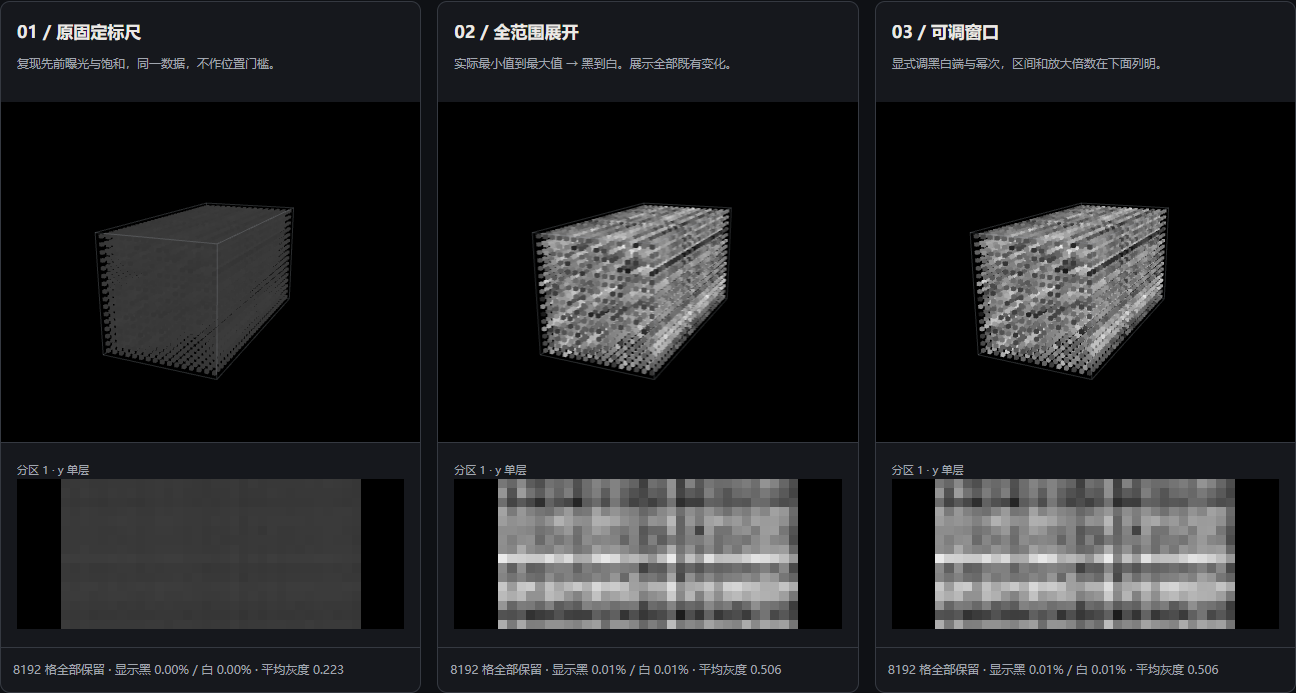 01 / 原固定标尺
复现先前曝光与饱和，同一数据，不作位置门槛。
分区 1 · y 单层
8192 格全部保留 · 显示黑 0.00% / 白 0.00% · 平均灰度 0.223
02 / 全范围展开
实际最小值到最大值 → 黑到白。展示全部既有变化。
分区 1 · y 单层
8192 格全部保留 · 显示黑 0.01% / 白 0.01% · 平均灰度 0.506
03 / 可调窗口
显式调黑白端与幂次，区间和放大倍数在下面列明。
分区 1 · y 单层
8192 格全部保留 · 显示黑 0.01% / 白 0.01% · 平均灰度 0.506